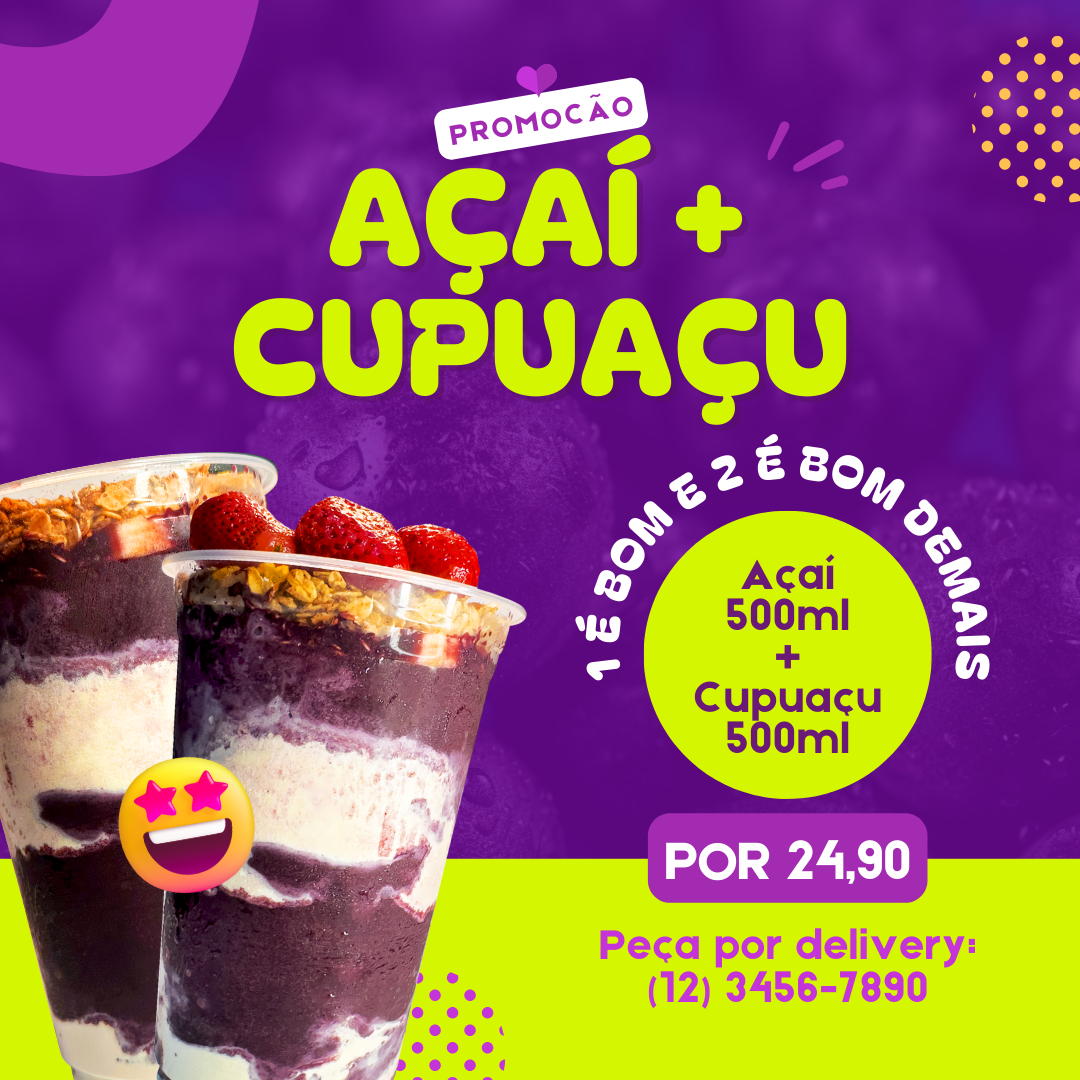 PROMOCÃO
AÇAÍ +
CUPUAÇU
1 É BOM E 2 É BOM DEMAIS
Açaí
500ml
+
Cupuaçu
500ml
POR 24,90
Peça por delivery:
(12) 3456-7890